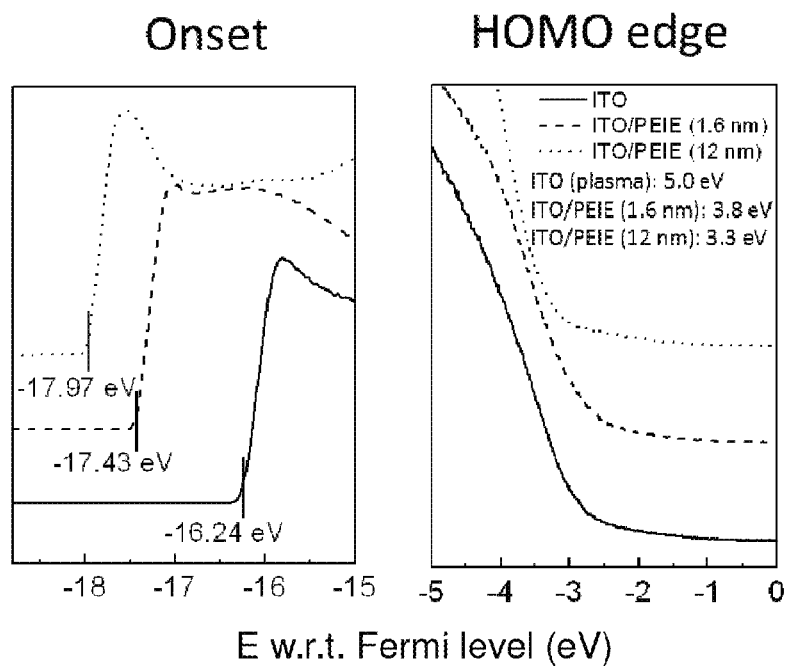 Onset
HOMO edge
ITO
ITO/PEIE (1.6 nm)
ITO/PEIE (12 nm)
ITO (plasma): 5.0 eV
ITO/PEIE (1.6 nm): 3.8 eV
ITO/PEIE (12 nm): 3.3 eV
-17.97 eV
-17.43 eV
-16.24 eV
-18 -17 -16 -15
-5 -4 -3 -2 -1 0
E w.r.t. Fermi level (eV)